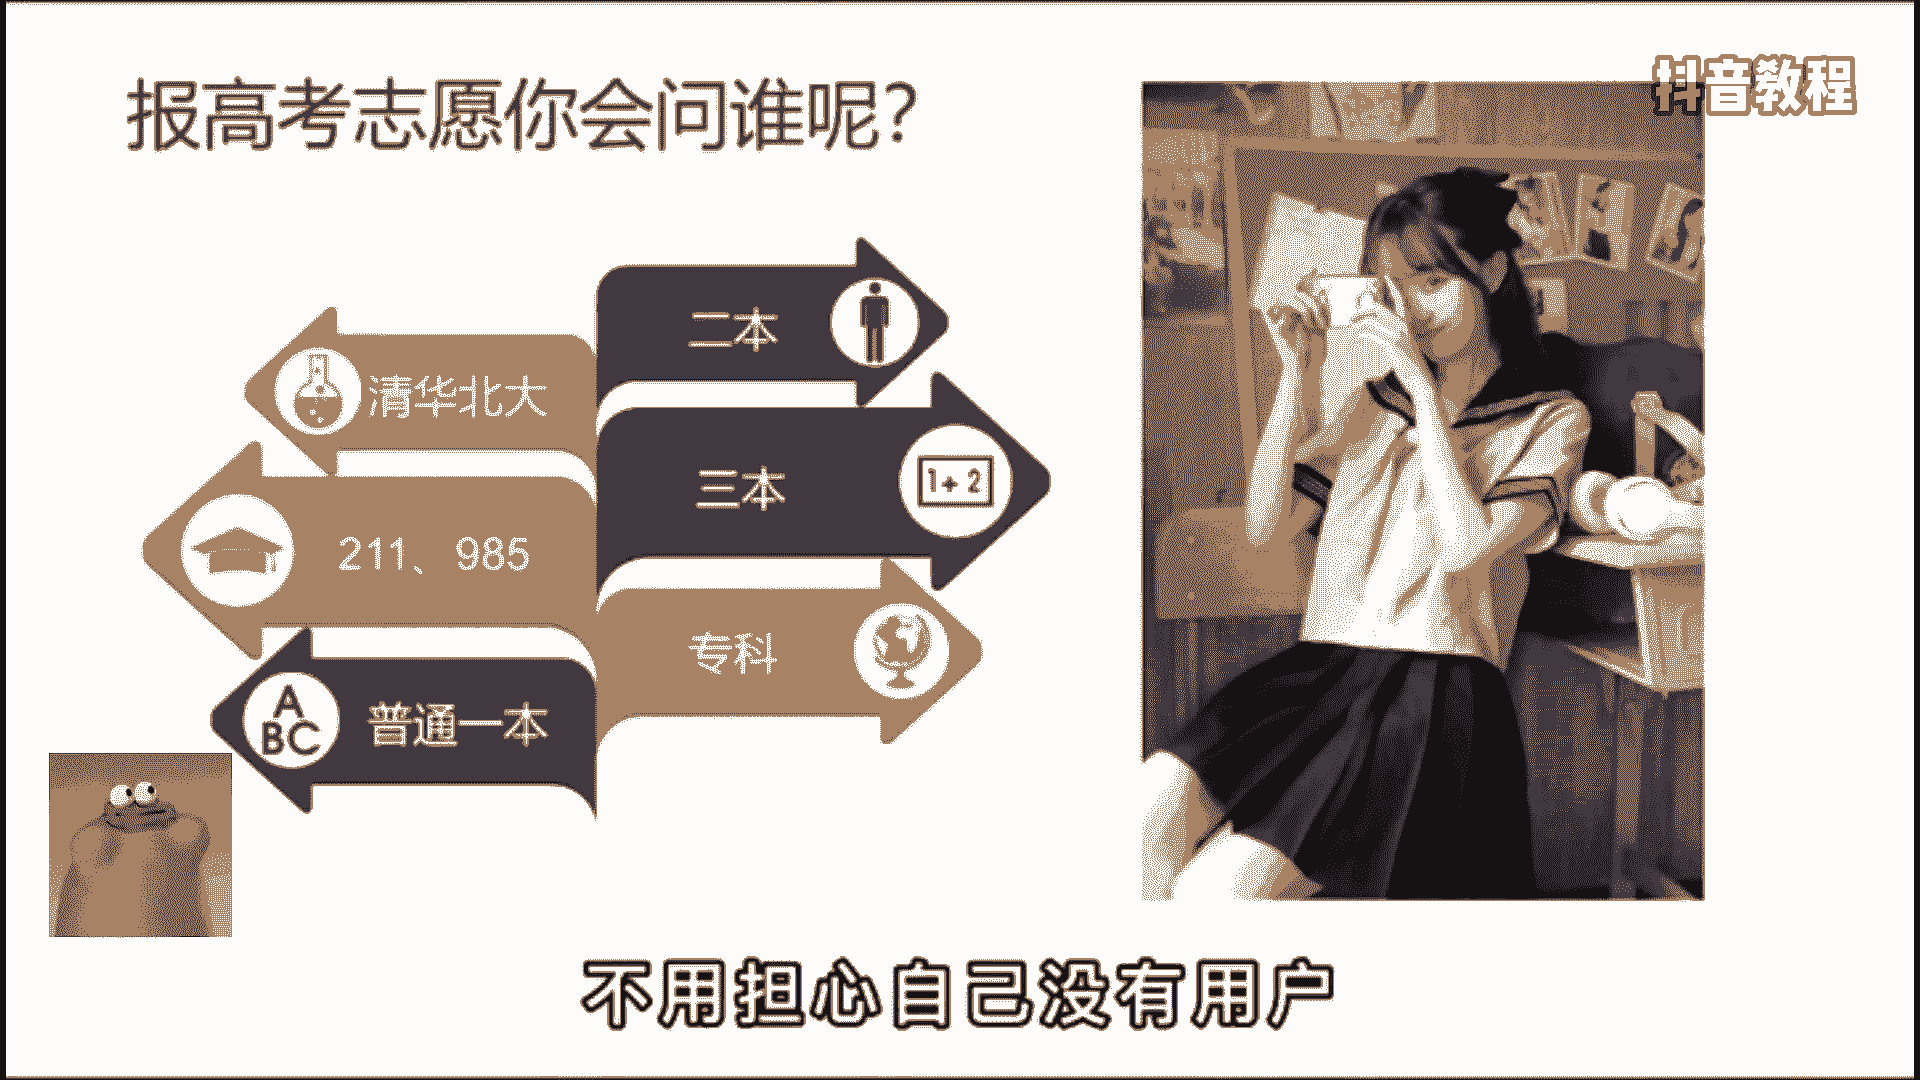 抖音教程
报高考志愿你会问谁呢？
二本
清华北大
三本
1+2
211、985
专科
普通一本
A
BC
不用担心自己没有用户